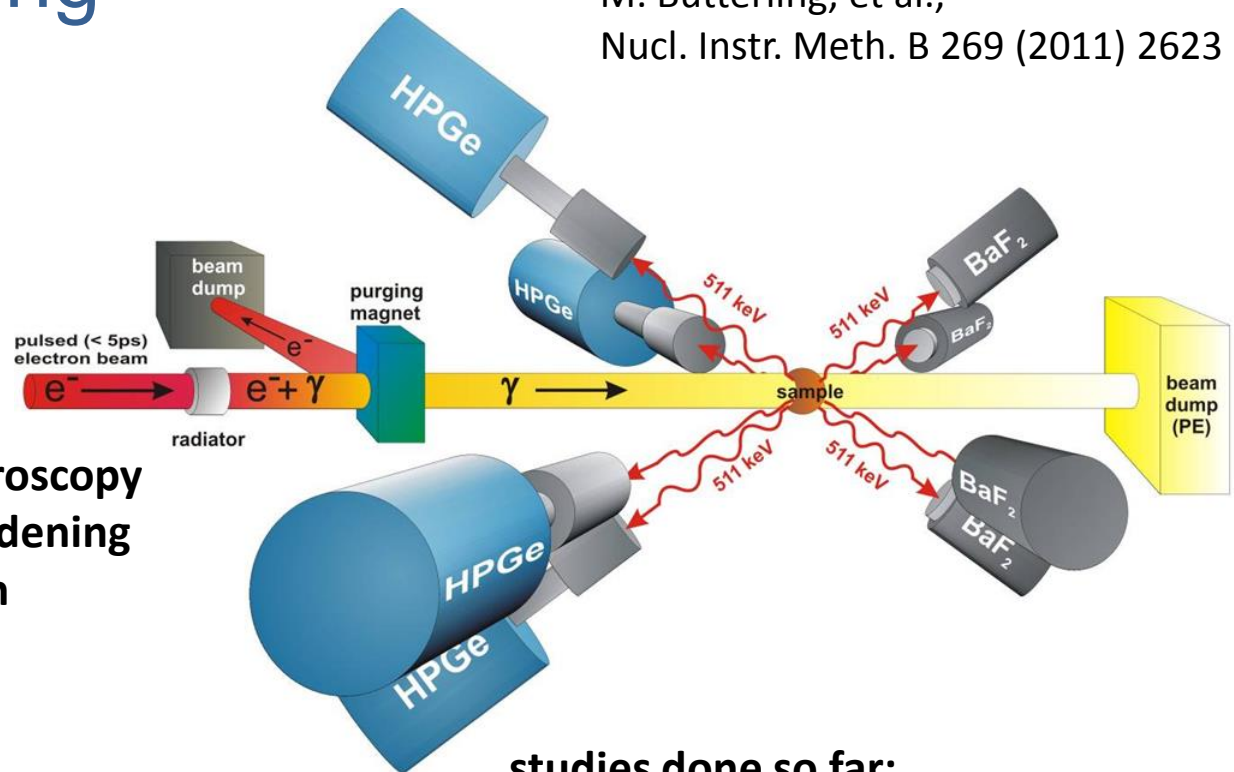 ng
M. Butterling, et al.,
Nucl. Instr. Meth. B 269 (2011) 2623
HPGe
beam
dump
purging
magnet
HPGe
511 keV
511 keV
BaF2
BaF2
pulsed (< 5ps)
electron beam
e-
e-
e-+ γ
γ
sample
beam
dump
(PE)
radiator
511 keV
511 keV
roscopy
dening
n
HPGe
HPGe
BaF2
BaF2
studies done so far: